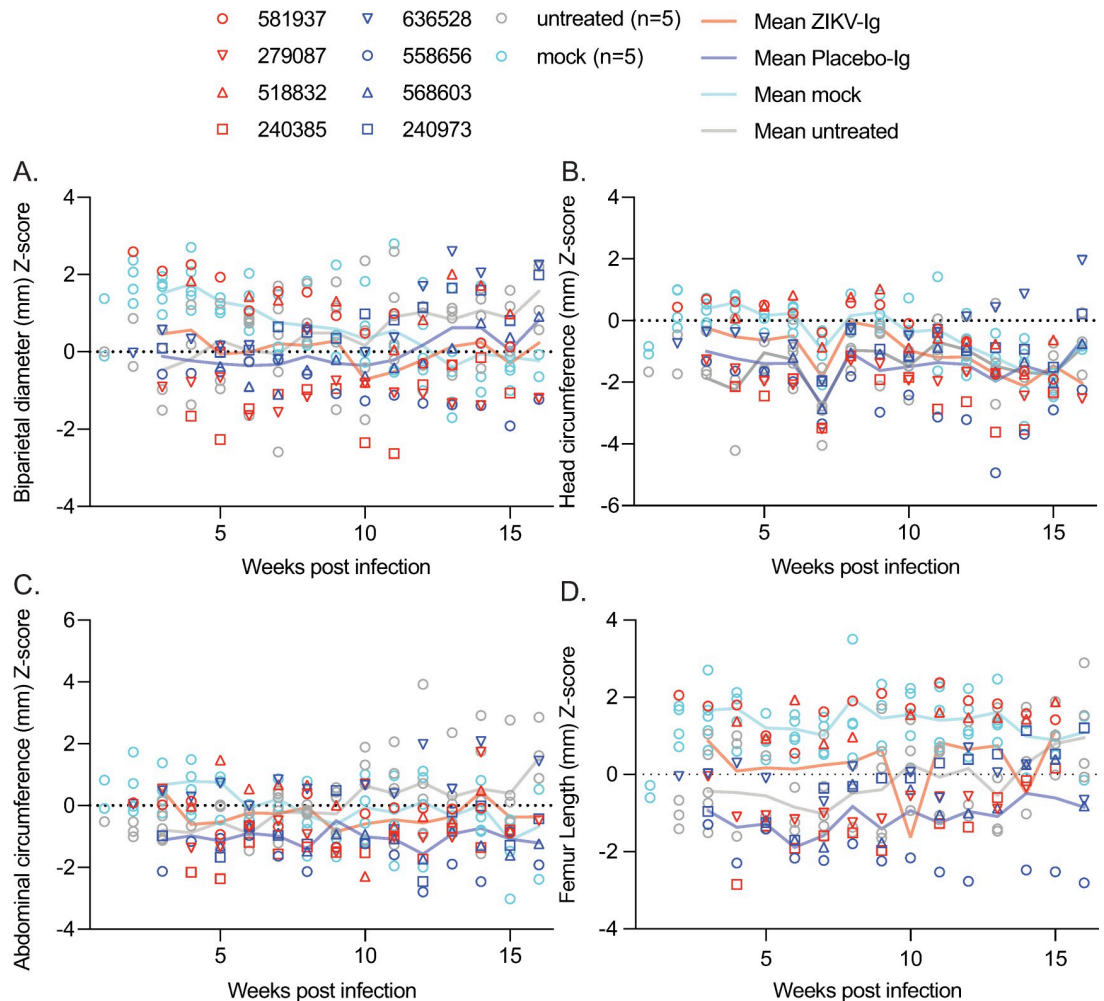 581937 636528 untreated (n=5) Mean ZIKV-Ig
279087 558656 mock (n=5) Mean Placebo-Ig
518832 568603 Mean mock
240385 240973 Mean untreated
A.
Biparietal diameter (mm) Z-score
4
2
0
-2
-4
5 10 15
Weeks post infection
B.
Head circumference (mm) Z-score
4
2
0
-2
-4
-6
5 10 15
Weeks post infection
C.
Abdominal circumference (mm) Z-score
6
4
2
0
-2
-4
5 10 15
Weeks post infection
D.
Femur Length (mm) Z-score
4
2
0
-2
-4
5 10 15
Weeks post infection